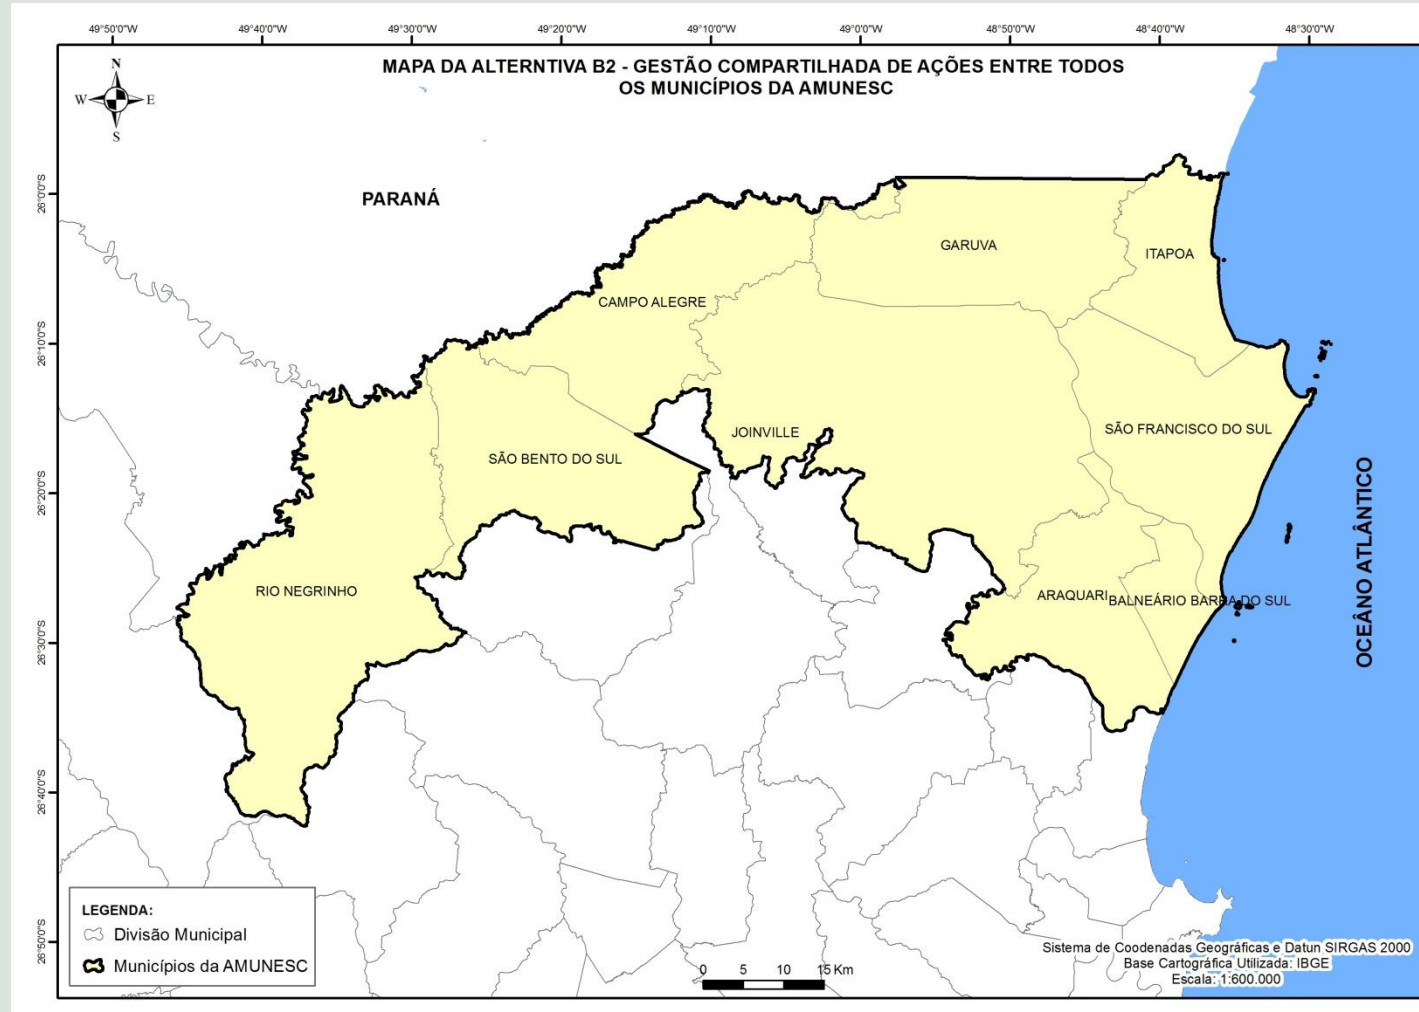 49°50'0"W
49°40'0"W
49°30'0"W
49°20'0"W
49°10'0"W
49°0'0"W
48°50'0"W
48°40'0"W
48°30'0"W
MAPA DA ALTERNTIVA B2 - GESTÃO COMPARTILHADA DE AÇÕES ENTRE TODOS
OS MUNICÍPIOS DA AMUNESC
N
W
E
S
26°0'0"S
26°10'0"S
26°20'0"S
26°30'0"S
26°40'0"S
26°50'0"S
PARANÁ
GARUVA
ITAPOA
CAMPO ALEGRE
JOINVILLE
SÃO FRANCISCO DO SUL
SÃO BENTO DO SUL
RIO NEGRINHO
ARAQUARI
BALNEÁRIO BARRA DO SUL
OCEÂNO ATLÂNTICO
LEGENDA:
Divisão Municipal
Municípios da AMUNESC
0 5 10 15 Km
Sistema de Coodenadas Geográficas e Datun SIRGAS 2000
Base Cartográfica Utilizada: IBGE
Escala: 1:600.000